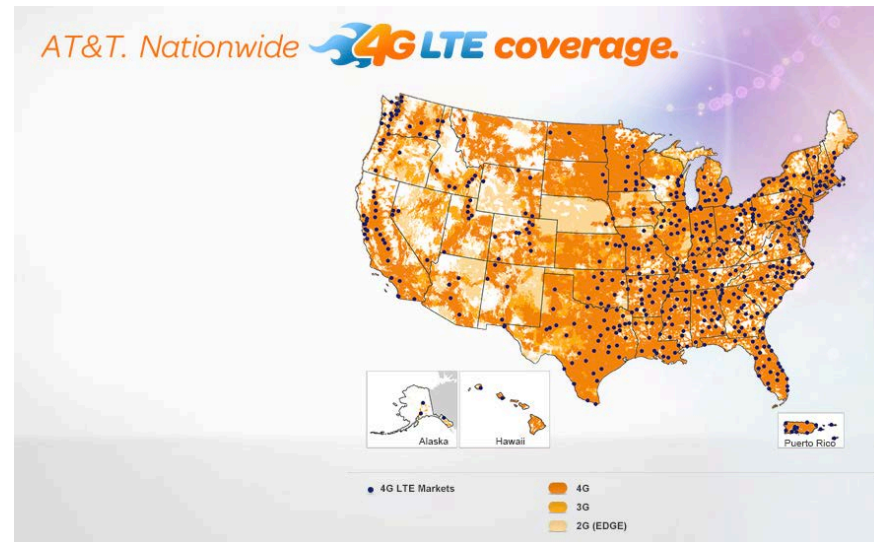 AT&T. Nationwide 4G LTE coverage.
Alaska
Hawaii
Puerto Rico
4G LTE Markets
4G
3G
2G (EDGE)